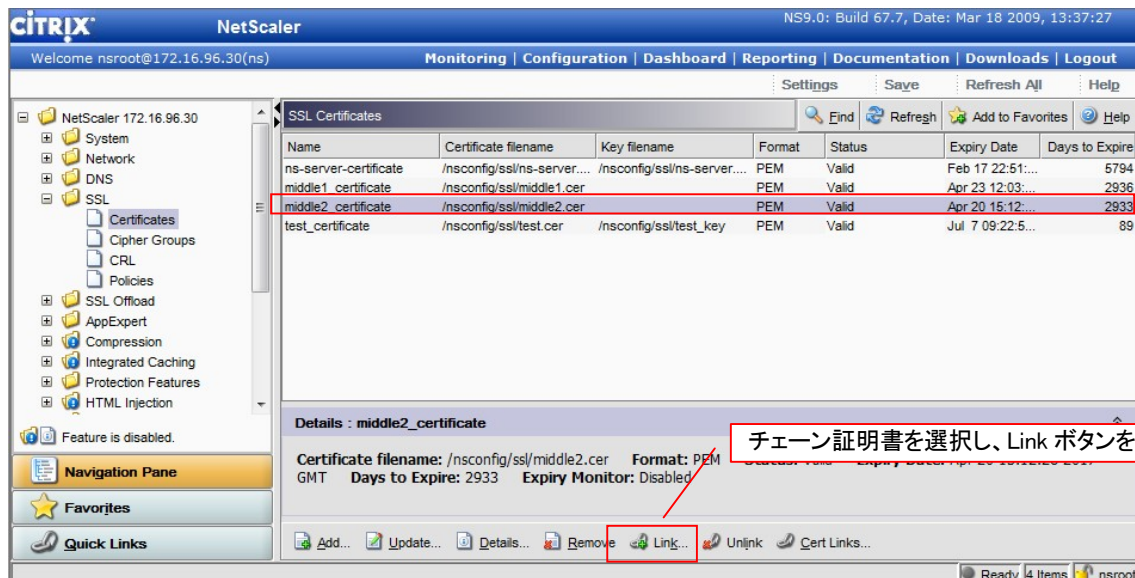 CITRIX NetScaler NS9.0: Build 67.7, Date: Mar 18 2009, 13:37:27
Welcome nsroot@172.16.96.30(ns) Monitoring | Configuration | Dashboard | Reporting | Documentation | Downloads | Logout
Settings Save Refresh All Help
NetScaler 172.16.96.30
System
Network
DNS
SSL
Certificates
Cipher Groups
CRL
Policies
SSL Offload
AppExpert
Compression
Integrated Caching
Protection Features
HTML Injection
Feature is disabled.
Navigation Pane
Favorites
Quick Links
SSL Certificates Find Refresh Add to Favorites Help
Name Certificate filename Key filename Format Status Expiry Date Days to Expire
ns-server-certificate /nsconfig/ssl/ns-server.... /nsconfig/ssl/ns-server.... PEM Valid Feb 17 22:51:... 5794
middle1_certificate /nsconfig/ssl/middle1.cer PEM Valid Apr 23 12:03:... 2936
middle2_certificate /nsconfig/ssl/middle2.cer PEM Valid Apr 20 15:12:... 2933
test_certificate /nsconfig/ssl/test.cer /nsconfig/ssl/test_key PEM Valid Jul 7 09:22:5... 89
Details : middle2_certificate
チェーン証明書を選択し、Link ボタンを
Certificate filename: /nsconfig/ssl/middle2.cer Format: PEM
GMT Days to Expire: 2933 Expiry Monitor: Disabled
Add... Update... Details... Remove Link... Unlink Cert Links...
Ready 4 Items nsroot